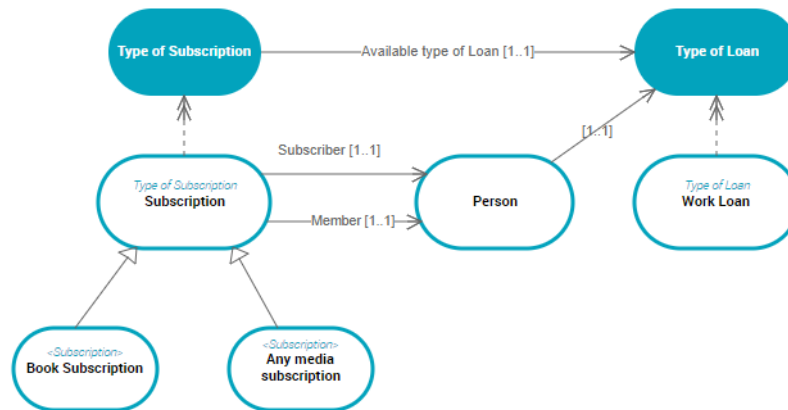 Type of Subscription
Available type of Loan [1..1]
Type of Loan
[1..1]
Subscriber [1..1]
Type of Subscription
Subscription
Person
Type of Loan
Work Loan
Member [1..1]
<Subscription>
Book Subscription
<Subscription>
Any media
subscription